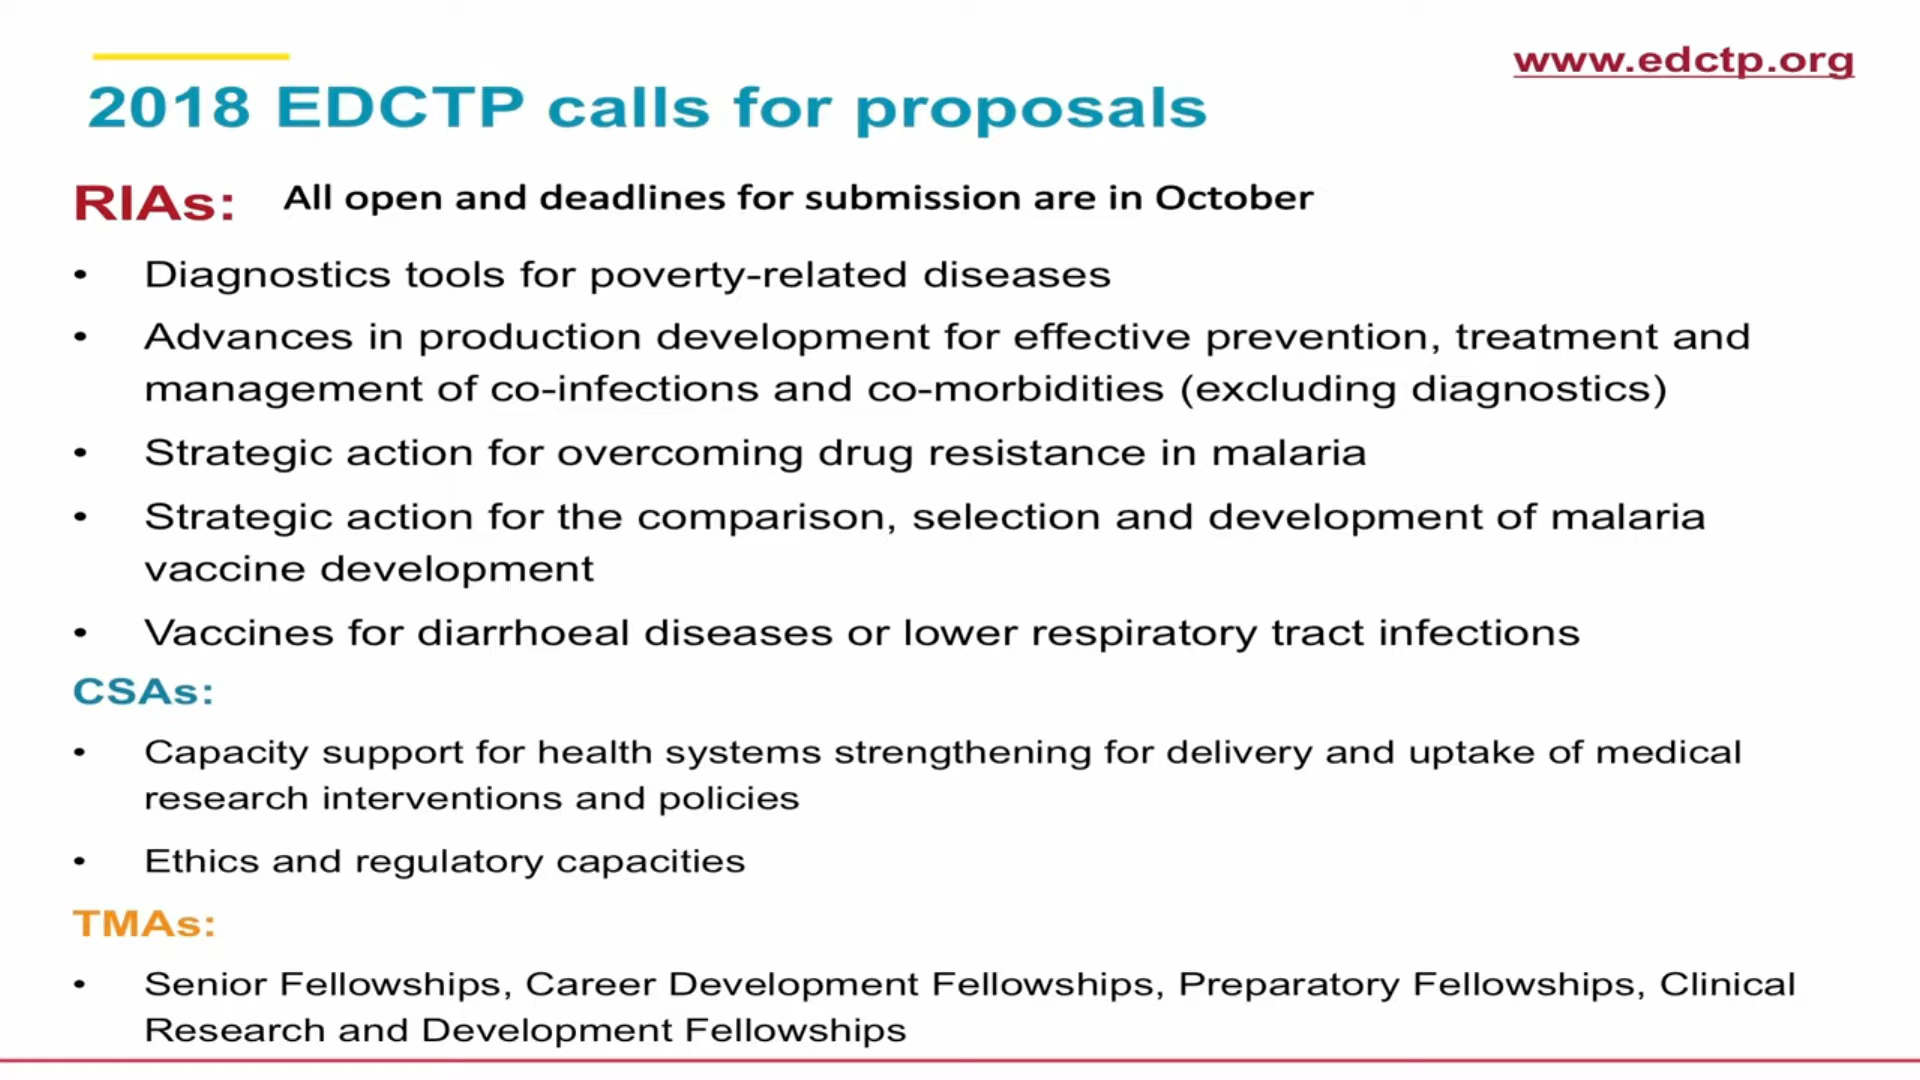 www.edctp.org
2018 EDCTP calls for proposals
RIAs: All open and deadlines for submission are in October
• Diagnostics tools for poverty-related diseases
• Advances in production development for effective prevention, treatment and
management of co-infections and co-morbidities (excluding diagnostics)
• Strategic action for overcoming drug resistance in malaria
• Strategic action for the comparison, selection and development of malaria
vaccine development
• Vaccines for diarrhoeal diseases or lower respiratory tract infections
CSAs:
• Capacity support for health systems strengthening for delivery and uptake of medical
research interventions and policies
• Ethics and regulatory capacities
TMAs:
• Senior Fellowships, Career Development Fellowships, Preparatory Fellowships, Clinical
Research and Development Fellowships